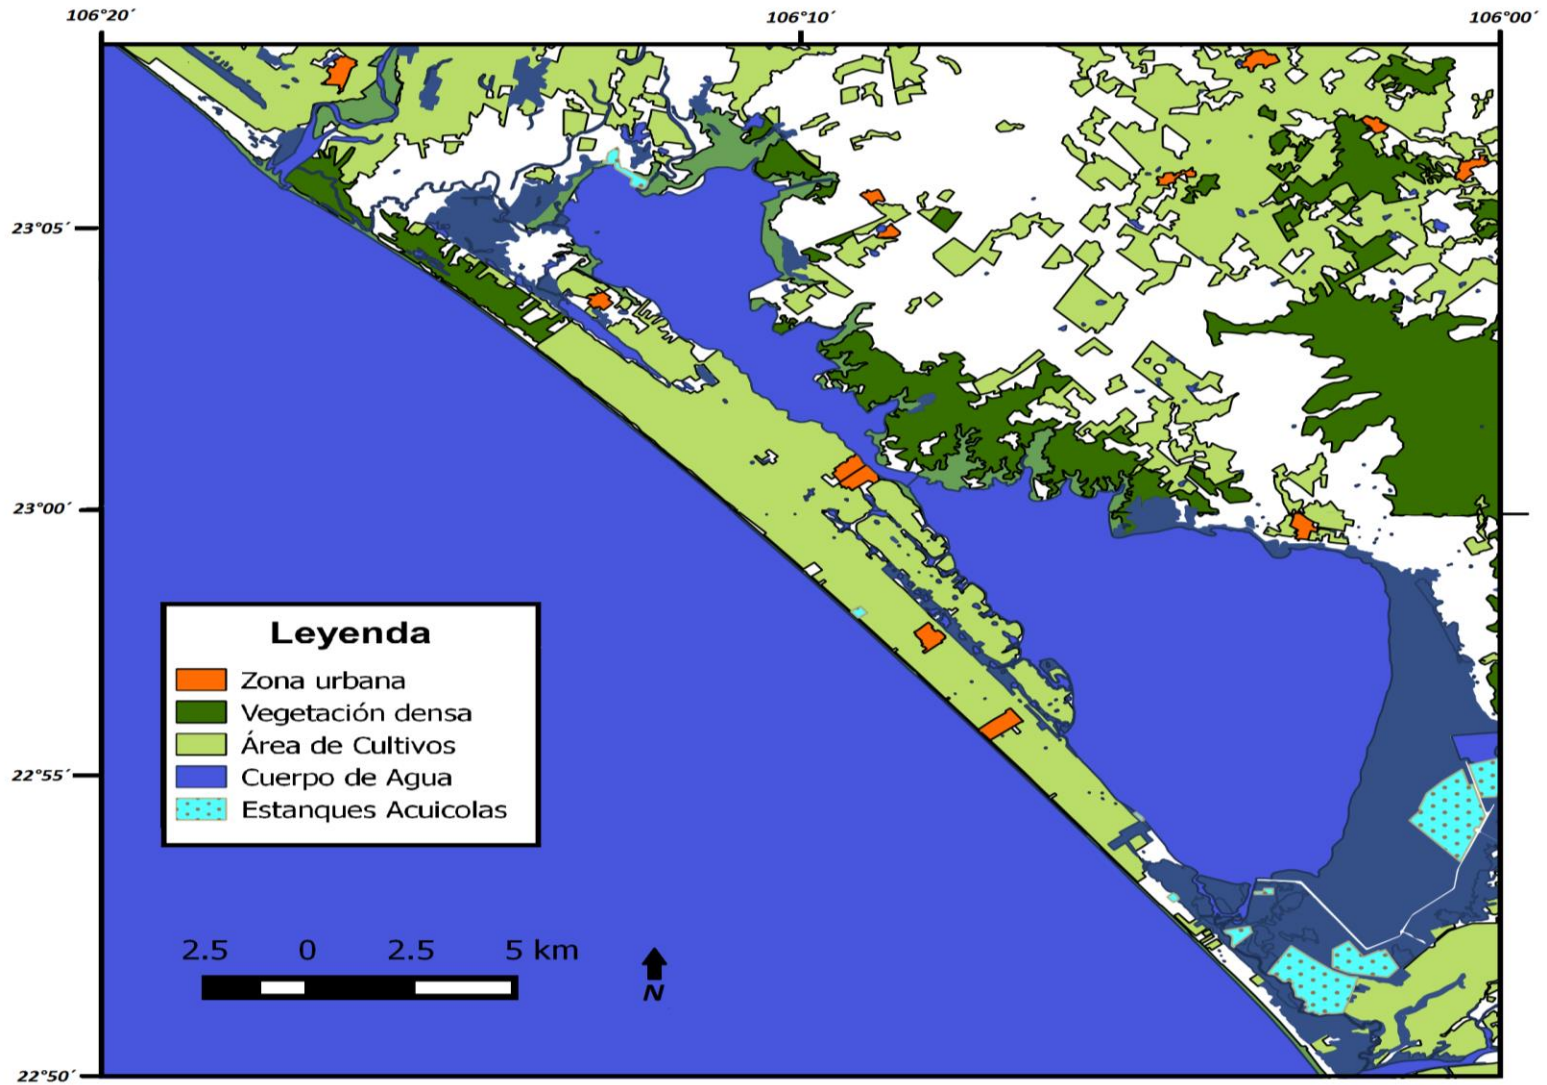 106°20´ 106°10´ 106°00´
23°05´
23°00´
22°55´
22°50´
Leyenda
Zona urbana
Vegetación densa
Área de Cultivos
Cuerpo de Agua
Estanques Acuicolas
2.5 0 2.5 5 km
N